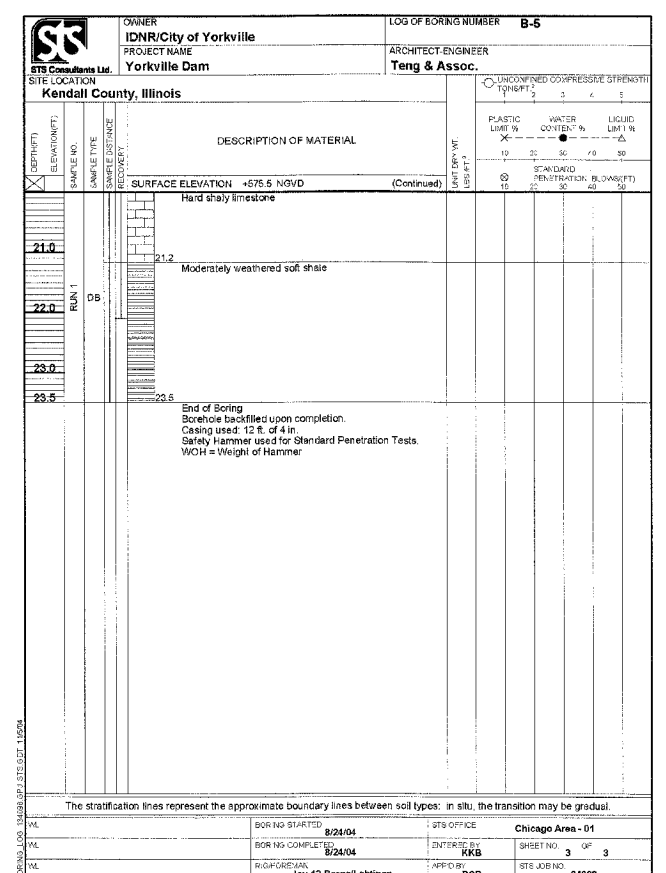 OWNER
IDNR/City of Yorkville
LOG OF BORING NUMBER B-5
STS
STS Consultants Ltd.
PROJECT NAME
Yorkville Dam
ARCHITECT-ENGINEER
Teng & Assoc.
SITE LOCATION
Kendall County, Illinois
UNCONFINED COMPRESSIVE STRENGTH
TONS/FT.2
1 2 3 4 5
DEPTH(FT)
ELEVATION(FT)
SAMPLE NO.
SAMPLE TYPE
SAMPLE DISTANCE
RECOVERY
DESCRIPTION OF MATERIAL
SURFACE ELEVATION +575.5 NGVD (Continued)
UNIT DRY WT.
LBS./FT.3
PLASTIC LIMIT %
WATER CONTENT %
LIQUID LIMIT %
10 20 30 40 50
STANDARD
PENETRATION BLOWS/(FT)
10 20 30 40 50
Hard shaly limestone
21.0
21.2
Moderately weathered soft shale
RUN 1
DB
22.0
23.0
23.5
23.5
End of Boring
Borehole backfilled upon completion.
Casing used: 12 ft. of 4 in.
Safety Hammer used for Standard Penetration Tests.
WOH = Weight of Hammer
The stratification lines represent the approximate boundary lines between soil types: in situ, the transition may be gradual.
WL
BORING STARTED
8/24/04
STS OFFICE
Chicago Area - 01
WL
BORING COMPLETED
8/24/04
ENTERED BY
KKB
SHEET NO. 3 OF 3
WL
RIG/FOREMAN
APP'D BY
STS JOB NO.